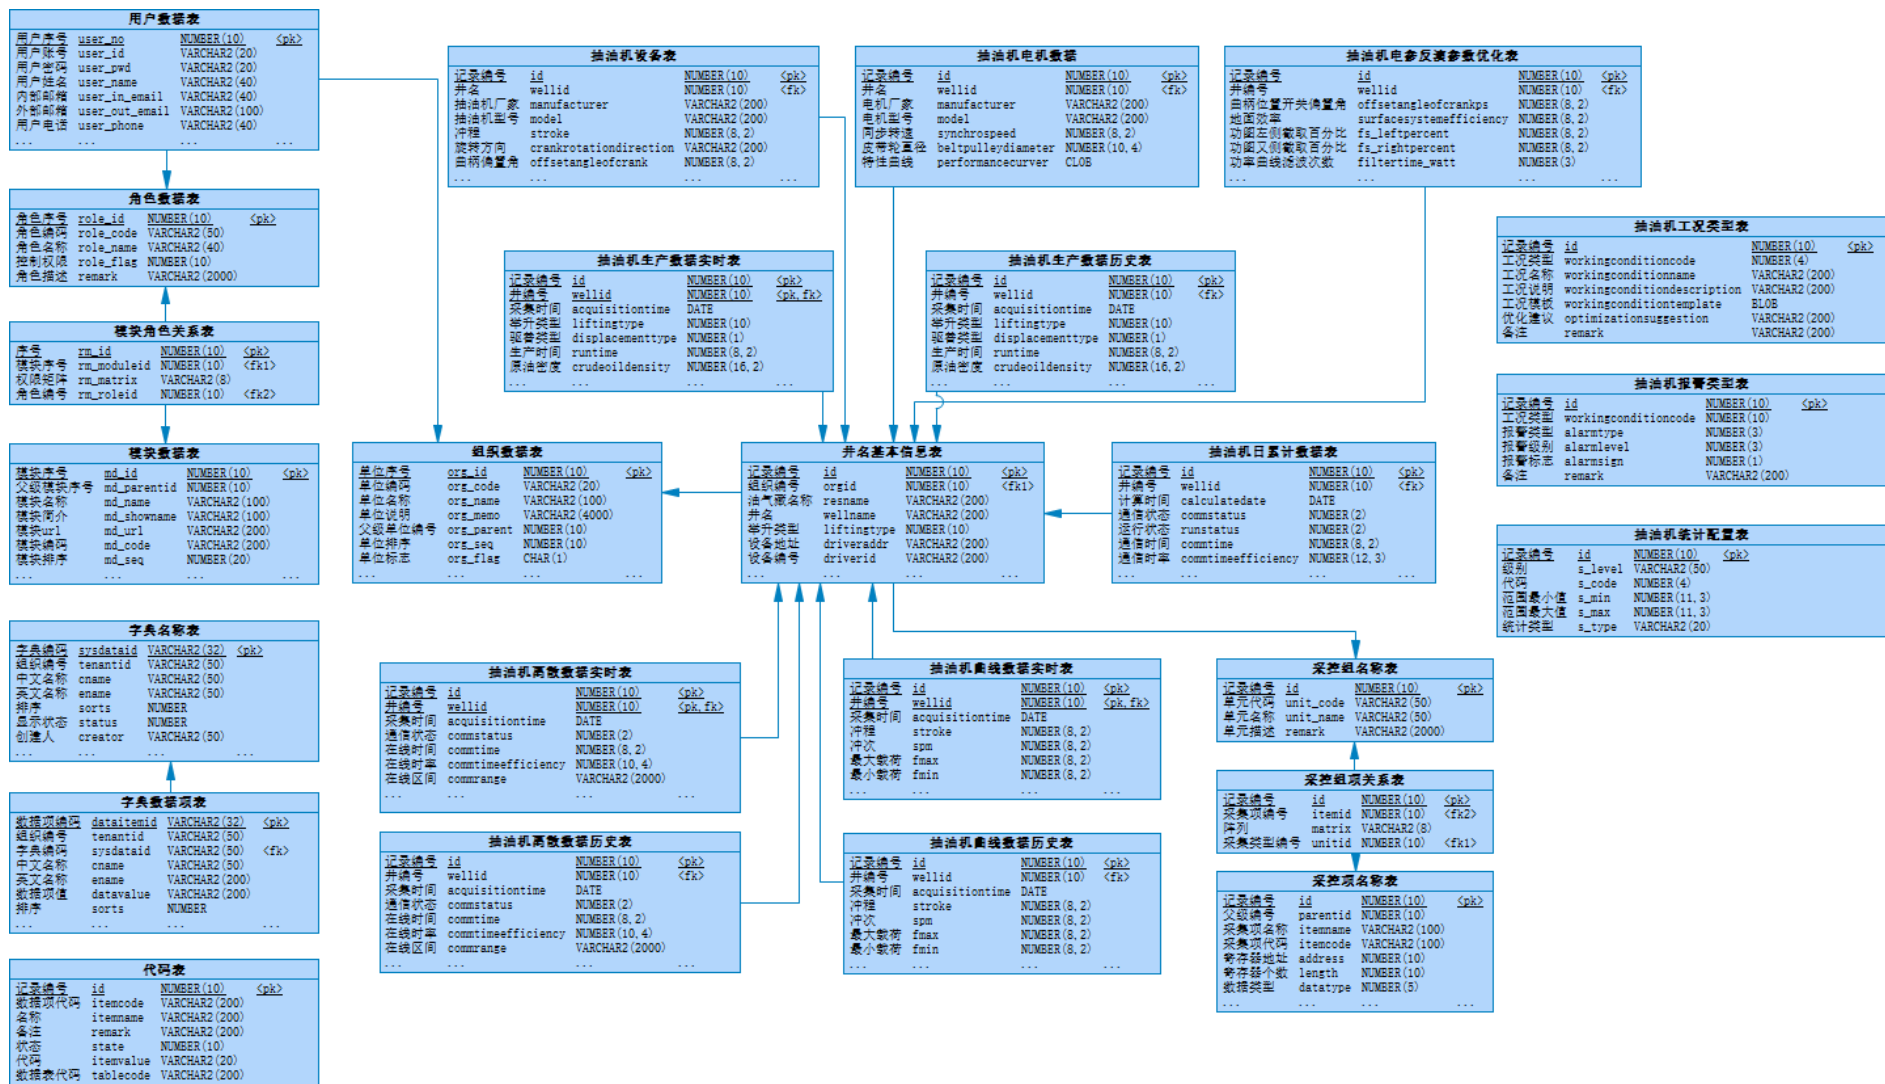 用户数据表
用户序号 user_no NUMBER(10) <pk>
用户账号 user_id VARCHAR2(20)
用户密码 user_pwd VARCHAR2(20)
用户姓名 user_name VARCHAR2(40)
内部邮箱 user_in_email VARCHAR2(40)
外部邮箱 user_out_email VARCHAR2(100)
用户电话 user_phone VARCHAR2(40)
... ... ... ...
角色数据表
角色序号 role_id NUMBER(10) <pk>
角色编码 role_code VARCHAR2(50)
角色名称 role_name VARCHAR2(40)
控制权限 role_flag NUMBER(10)
角色描述 remark VARCHAR2(2000)
模块角色关系表
序号 rm_id NUMBER(10) <pk>
模块序号 rm_moduleid NUMBER(10) <fk1>
权限矩阵 rm_matrix VARCHAR2(8)
角色编号 rm_roleid NUMBER(10) <fk2>
模块数据表
模块序号 md_id NUMBER(10) <pk>
父级模块序号 md_parentid NUMBER(10)
模块名称 md_name VARCHAR2(100)
模块简介 md_showname VARCHAR2(100)
模块url md_url VARCHAR2(200)
模块编码 md_code VARCHAR2(200)
模块排序 md_seq NUMBER(20)
... ... ... ...
字典名称表
字典编码 sysdataid VARCHAR2(32) <pk>
组织编号 tenantid VARCHAR2(50)
中文名称 cname VARCHAR2(50)
英文名称 ename VARCHAR2(50)
排序 sorts NUMBER
显示状态 status NUMBER
创建人 creator VARCHAR2(50)
... ... ... ...
字典数据项表
数据项编码 dataitemid VARCHAR2(32) <pk>
组织编号 tenantid VARCHAR2(50)
字典编码 sysdataid VARCHAR2(50) <fk>
中文名称 cname VARCHAR2(50)
英文名称 ename VARCHAR2(200)
数据项值 datavalue VARCHAR2(200)
排序 sorts NUMBER
... ... ... ...
代码表
记录编号 id NUMBER(10) <pk>
数据项代码 itemcode VARCHAR2(200)
名称 itemname VARCHAR2(200)
备注 remark VARCHAR2(200)
状态 state NUMBER(10)
代码 itemvalue VARCHAR2(20)
数据表代码 tablecode VARCHAR2(200)
抽油机设备表
记录编号 id NUMBER(10) <pk>
井名 wellid NUMBER(10) <fk>
抽油机厂家 manufacturer VARCHAR2(200)
抽油机型号 model VARCHAR2(200)
冲程 stroke NUMBER(8,2)
旋转方向 crankrotationdirection VARCHAR2(200)
曲柄偏置角 offsetangleofcrank NUMBER(8,2)
... ... ... ...
抽油机电机数据
记录编号 id NUMBER(10) <pk>
井名 wellid NUMBER(10) <fk>
电机厂家 manufacturer VARCHAR2(200)
电机型号 model VARCHAR2(200)
同步转速 synchrospeed NUMBER(8,2)
皮带轮直径 beltpulleydiameter NUMBER(10,4)
特性曲线 performancecurver CLOB
... ... ... ...
抽油机电参反演参数优化表
记录编号 id NUMBER(10) <pk>
井编号 wellid NUMBER(10) <fk>
曲柄位置开关偏置角 offsetangleofcrankps NUMBER(8,2)
地面效率 surfacesystemefficiency NUMBER(8,2)
功图左侧截取百分比 fs_leftpercent NUMBER(8,2)
功图又侧截取百分比 fs_rightpercent NUMBER(8,2)
功率曲线滤波次数 filtertime_watt NUMBER(3)
... ... ... ...
抽油机生产数据实时表
记录编号 id NUMBER(10) <pk>
井编号 wellid NUMBER(10) <pk,fk>
采集时间 acquisitiontime DATE
举升类型 liftingtype NUMBER(10)
驱替类型 displacementtype NUMBER(1)
生产时间 runtime NUMBER(8,2)
原油密度 crudeoildensity NUMBER(16,2)
... ... ... ...
抽油机生产数据历史表
记录编号 id NUMBER(10) <pk>
井编号 wellid NUMBER(10) <fk>
采集时间 acquisitiontime DATE
举升类型 liftingtype NUMBER(10)
驱替类型 displacementtype NUMBER(1)
生产时间 runtime NUMBER(8,2)
原油密度 crudeoildensity NUMBER(16,2)
... ... ... ...
组织数据表
单位序号 org_id NUMBER(10) <pk>
单位编码 org_code VARCHAR2(20)
单位名称 org_name VARCHAR2(100)
单位说明 org_memo VARCHAR2(4000)
父级单位编号 org_parent NUMBER(10)
单位排序 org_seq NUMBER(10)
单位标志 org_flag CHAR(1)
... ... ... ...
井名基本信息表
记录编号 id NUMBER(10) <pk>
组织编号 orgid NUMBER(10) <fk1>
油气藏名称 resname VARCHAR2(200)
井名 wellname VARCHAR2(200)
举升类型 liftingtype NUMBER(10)
设备地址 driveraddr VARCHAR2(200)
设备编号 driverid VARCHAR2(200)
... ... ... ...
抽油机日累计数据表
记录编号 id NUMBER(10) <pk>
井编号 wellid NUMBER(10) <fk>
计算时间 calculatedate DATE
通信状态 commstatus NUMBER(2)
运行状态 runstatus NUMBER(2)
通信时间 commtime NUMBER(8,2)
通信时率 commtimeefficiency NUMBER(12,3)
... ... ... ...
抽油机离散数据实时表
记录编号 id NUMBER(10) <pk>
井编号 wellid NUMBER(10) <pk,fk>
采集时间 acquisitiontime DATE
通信状态 commstatus NUMBER(2)
在线时间 commtime NUMBER(8,2)
在线时率 commtimeefficiency NUMBER(10,4)
在线区间 commrange VARCHAR2(2000)
... ... ... ...
抽油机离散数据历史表
记录编号 id NUMBER(10) <pk>
井编号 wellid NUMBER(10) <fk>
采集时间 acquisitiontime DATE
通信状态 commstatus NUMBER(2)
在线时间 commtime NUMBER(8,2)
在线时率 commtimeefficiency NUMBER(10,4)
在线区间 commrange VARCHAR2(2000)
... ... ... ...
抽油机曲线数据实时表
记录编号 id NUMBER(10) <pk>
井编号 wellid NUMBER(10) <pk,fk>
采集时间 acquisitiontime DATE
冲程 stroke NUMBER(8,2)
冲次 spm NUMBER(8,2)
最大载荷 fmax NUMBER(8,2)
最小载荷 fmin NUMBER(8,2)
... ... ... ...
抽油机曲线数据历史表
记录编号 id NUMBER(10) <pk>
井编号 wellid NUMBER(10) <fk>
采集时间 acquisitiontime DATE
冲程 stroke NUMBER(8,2)
冲次 spm NUMBER(8,2)
最大载荷 fmax NUMBER(8,2)
最小载荷 fmin NUMBER(8,2)
... ... ... ...
抽油机工况类型表
记录编号 id NUMBER(10) <pk>
工况类型 workingconditioncode NUMBER(4)
工况名称 workingconditionname VARCHAR2(200)
工况说明 workingconditiondescription VARCHAR2(200)
工况模板 workingconditiontemplate BLOB
优化建议 optimizationsuggestion VARCHAR2(200)
备注 remark VARCHAR2(200)
抽油机报警类型表
记录编号 id NUMBER(10) <pk>
工况类型 workingconditioncode NUMBER(10)
报警类型 alarmtype NUMBER(3)
报警级别 alarmlevel NUMBER(3)
报警标志 alarmsign NUMBER(1)
备注 remark VARCHAR2(200)
抽油机统计配置表
记录编号 id NUMBER(10) <pk>
级别 s_level VARCHAR2(50)
代码 s_code NUMBER(4)
范围最小值 s_min NUMBER(11,3)
范围最大值 s_max NUMBER(11,3)
统计类型 s_type VARCHAR2(20)
采控组名称表
记录编号 id NUMBER(10) <pk>
单元代码 unit_code VARCHAR2(50)
单元名称 unit_name VARCHAR2(50)
单元描述 remark VARCHAR2(2000)
采控组项关系表
记录编号 id NUMBER(10) <pk>
采集项编号 itemid NUMBER(10) <fk2>
阵列 matrix VARCHAR2(8)
采集类型编号 unitid NUMBER(10) <fk1>
采控项名称表
记录编号 id NUMBER(10) <pk>
父级编号 parentid NUMBER(10)
采集项名称 itemname VARCHAR2(100)
采集项代码 itemcode VARCHAR2(100)
寄存器地址 address NUMBER(10)
寄存器个数 length NUMBER(10)
数据类型 datatype NUMBER(5)
... ... ... ...